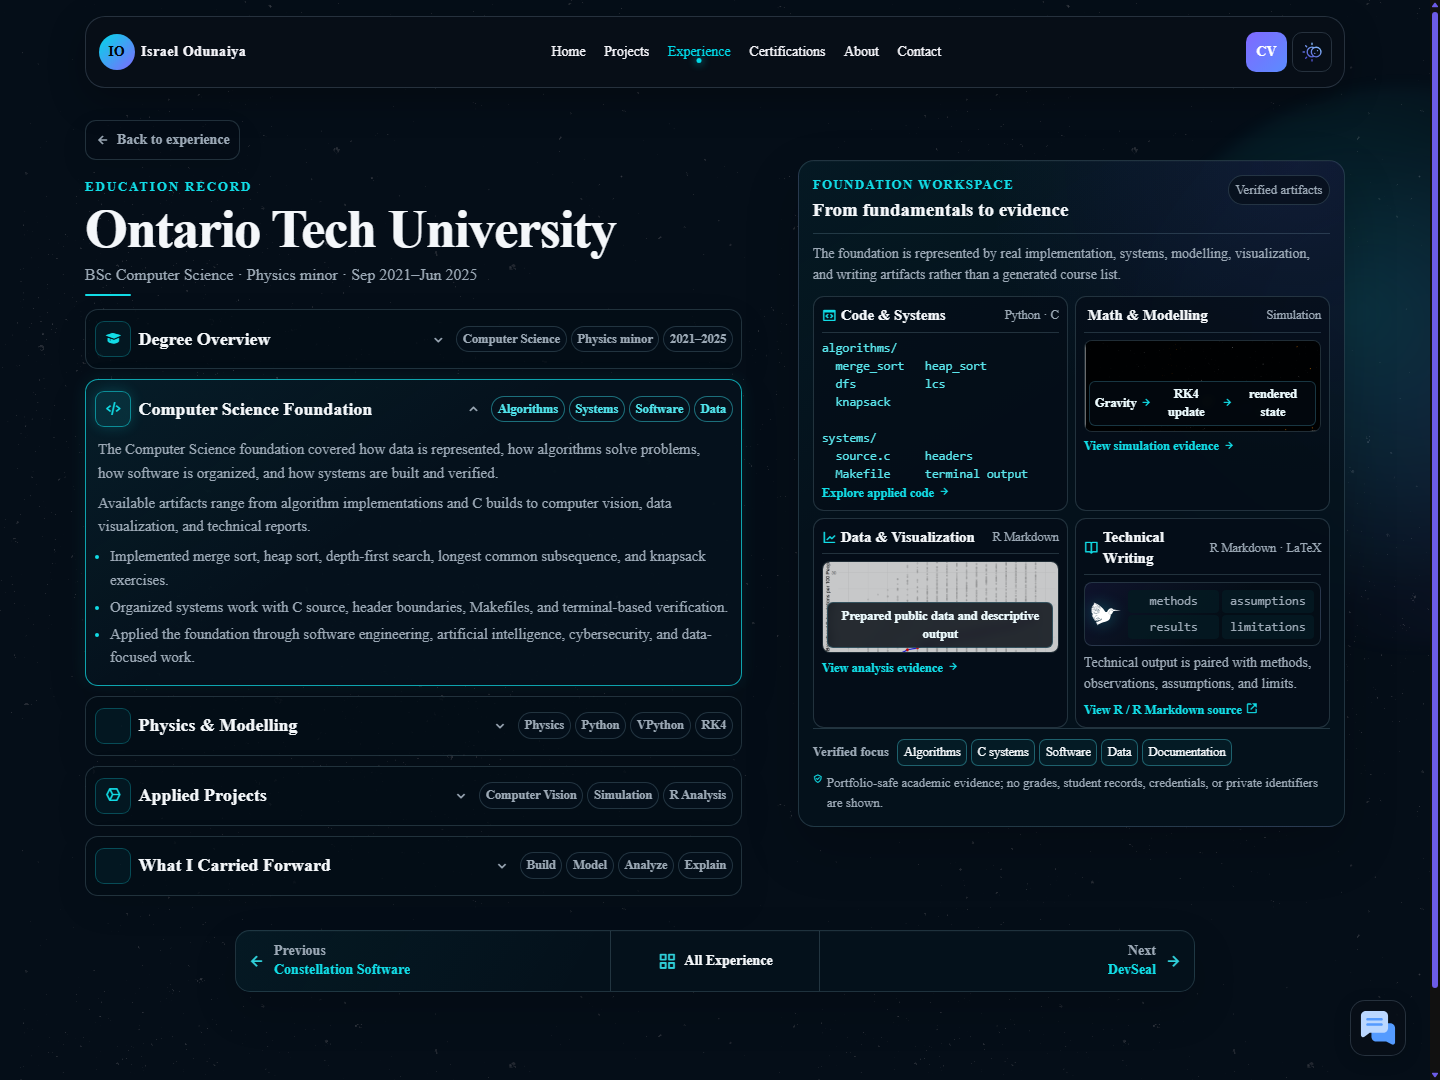 IO Israel Odunaiya
Home Projects Experience Certifications About Contact
CV
Back to experience
EDUCATION RECORD
Ontario Tech University
BSc Computer Science · Physics minor · Sep 2021–Jun 2025
Degree Overview Computer Science Physics minor 2021–2025
Computer Science Foundation Algorithms Systems Software Data
The Computer Science foundation covered how data is represented, how algorithms solve problems,
how software is organized, and how systems are built and verified.
Available artifacts range from algorithm implementations and C builds to computer vision, data
visualization, and technical reports.
• Implemented merge sort, heap sort, depth-first search, longest common subsequence, and knapsack
exercises.
• Organized systems work with C source, header boundaries, Makefiles, and terminal-based verification.
• Applied the foundation through software engineering, artificial intelligence, cybersecurity, and data-
focused work.
Physics & Modelling Physics Python VPython RK4
Applied Projects Computer Vision Simulation R Analysis
What I Carried Forward Build Model Analyze Explain
FOUNDATION WORKSPACE
From fundamentals to evidence
Verified artifacts
The foundation is represented by real implementation, systems, modelling, visualization,
and writing artifacts rather than a generated course list.
Code & Systems Python · C
algorithms/
merge_sort heap_sort
dfs lcs
knapsack
systems/
source.c headers
Makefile terminal output
Explore applied code
Math & Modelling Simulation
Gravity → RK4 update → rendered state
View simulation evidence
Data & Visualization R Markdown
Prepared public data and descriptive
output
View analysis evidence
Technical
Writing
R Markdown · LaTeX
methods assumptions
results limitations
Technical output is paired with methods,
observations, assumptions, and limits.
View R / R Markdown source
Verified focus Algorithms C systems Software Data Documentation
Portfolio-safe academic evidence; no grades, student records, credentials, or private identifiers
are shown.
Previous
Constellation Software
All Experience
Next
DevSeal